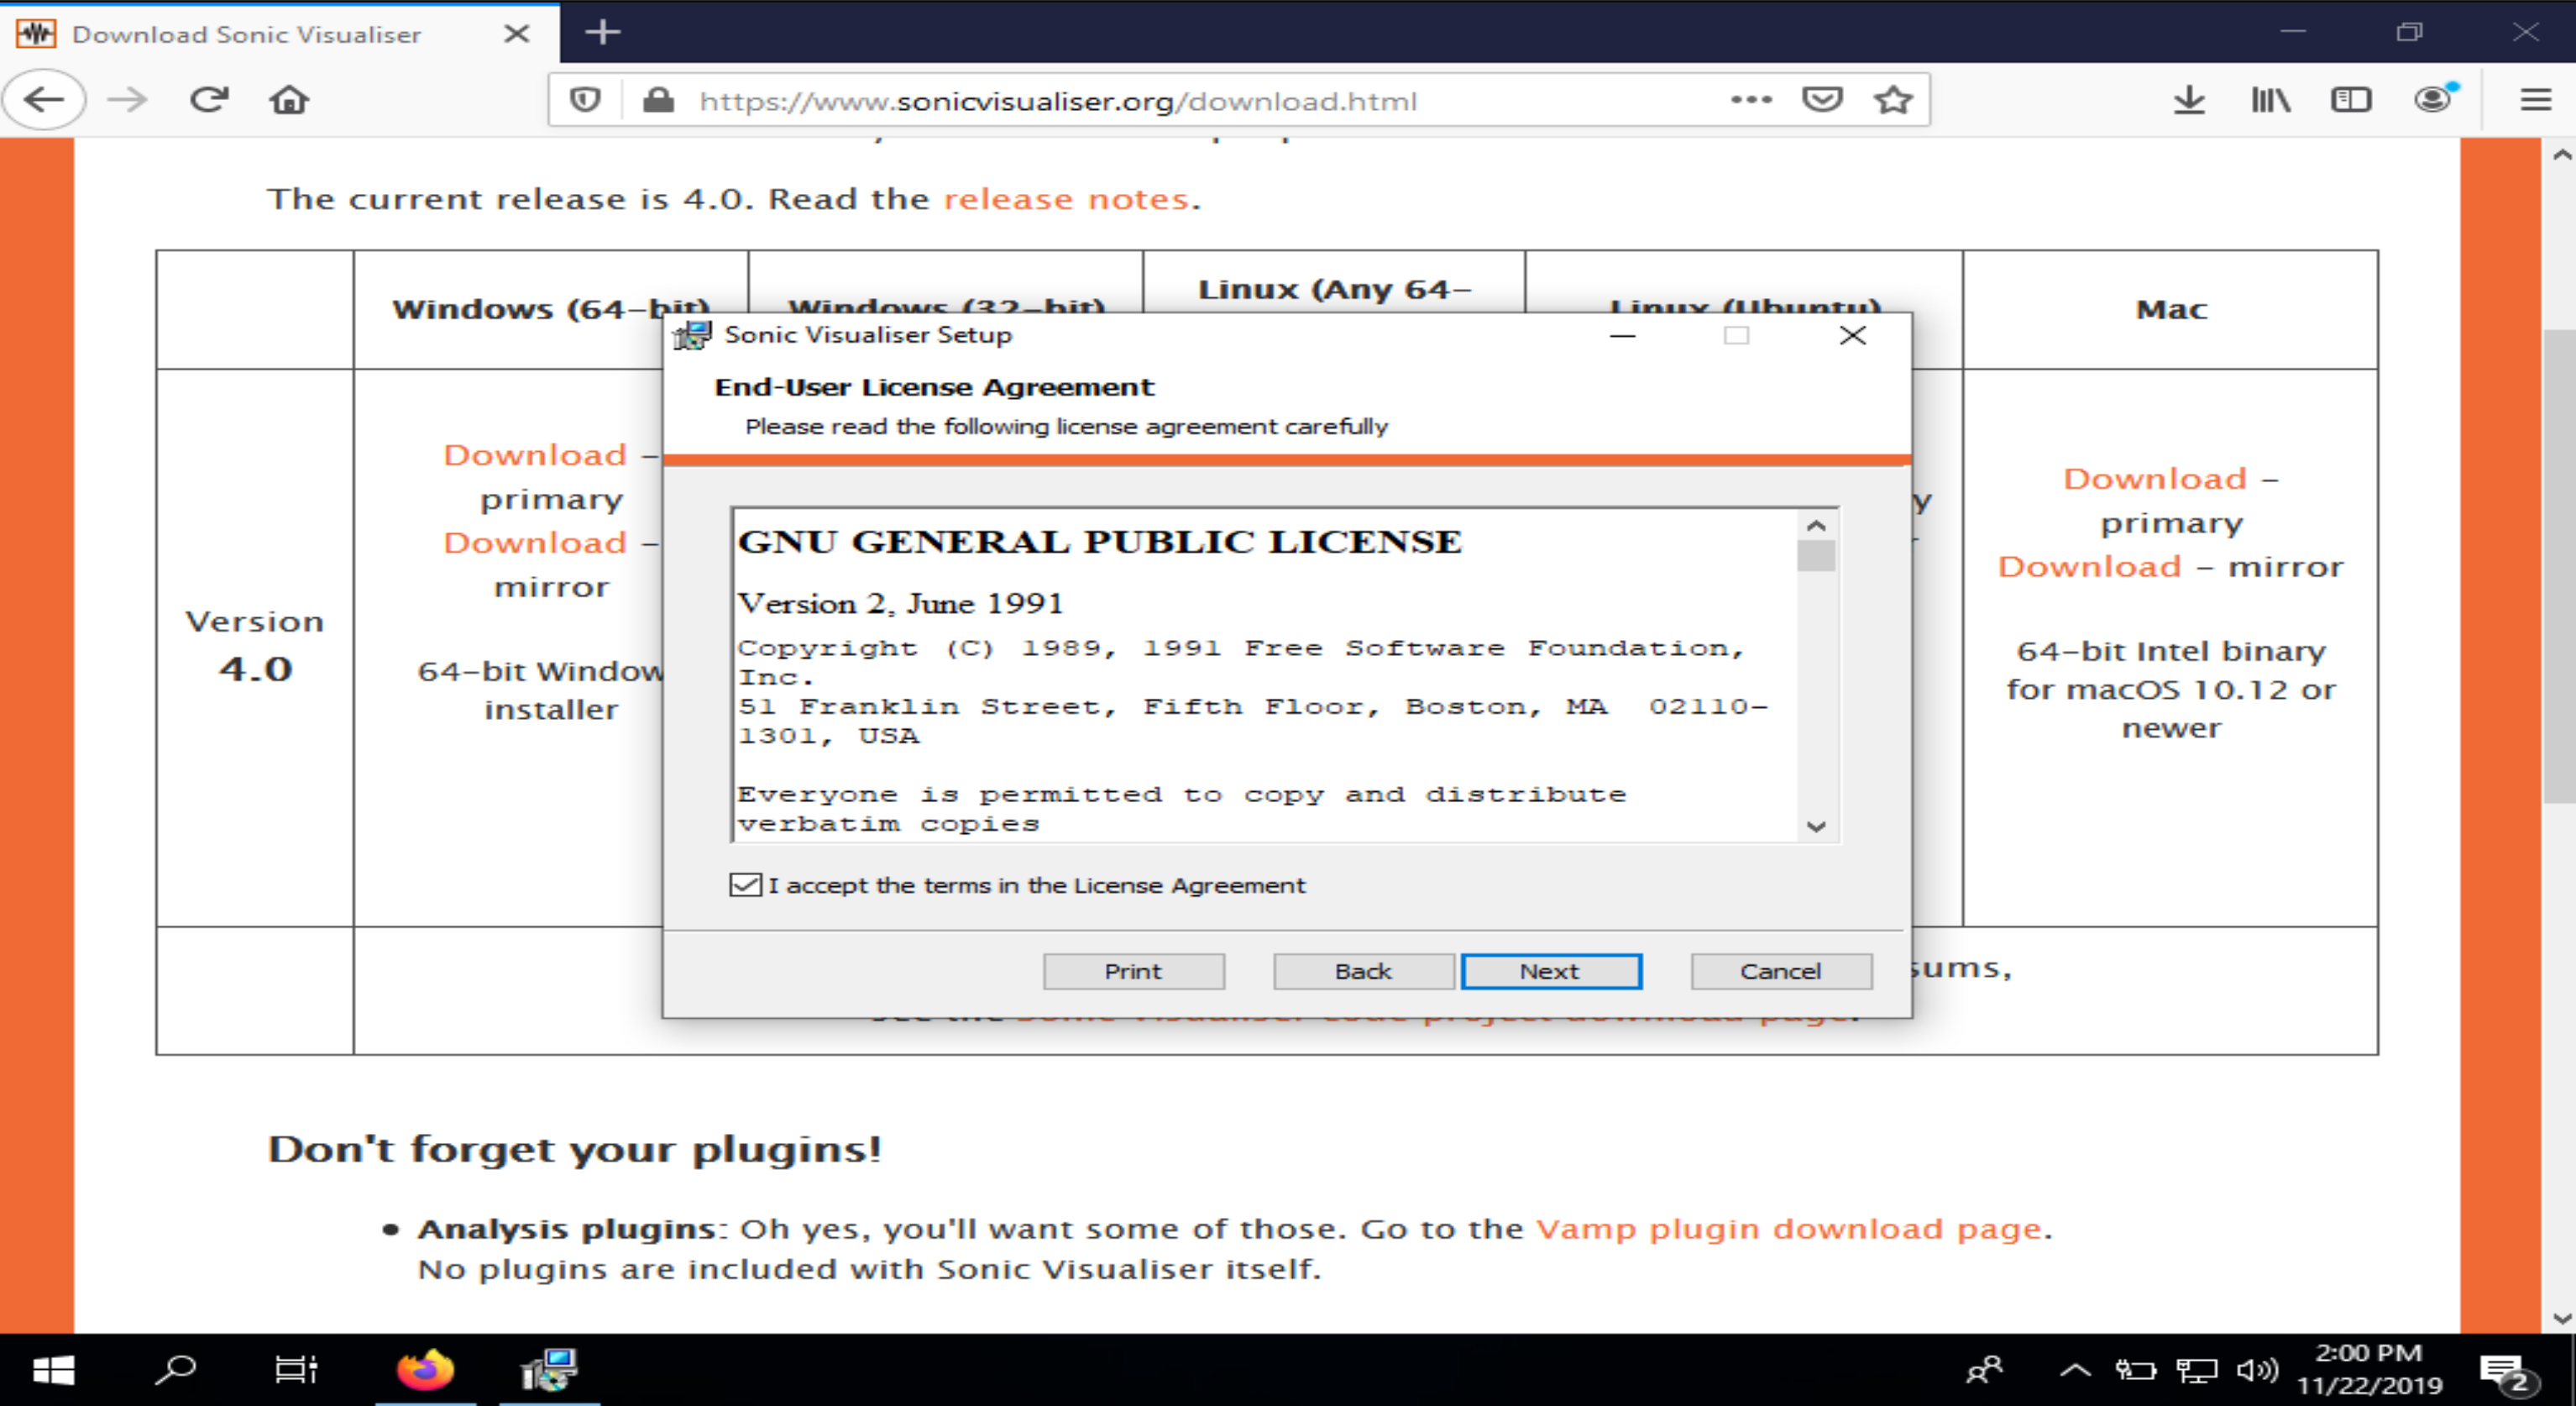 Download Sonic Visualiser
https://www.sonicvisualiser.org/download.html
The current release is 4.0. Read the release notes.
Windows (64-bit)
Windows (32-bit)
Linux (Any 64-
Linux (Ubuntu)
Mac
Version
4.0
Download –
primary
Download –
mirror
64-bit Window
installer
Sonic Visualiser Setup
End-User License Agreement
Please read the following license agreement carefully
GNU GENERAL PUBLIC LICENSE
Version 2, June 1991
Copyright (C) 1989, 1991 Free Software Foundation,
Inc.
51 Franklin Street, Fifth Floor, Boston, MA  02110-
1301, USA
Everyone is permitted to copy and distribute
verbatim copies
I accept the terms in the License Agreement
Print
Back
Next
Cancel
y
Download –
primary
Download – mirror
64-bit Intel binary
for macOS 10.12 or
newer
sums,
see the Sonic Visualiser code project download page.
Don't forget your plugins!
• Analysis plugins: Oh yes, you'll want some of those. Go to the Vamp plugin download page.
No plugins are included with Sonic Visualiser itself.
2:00 PM
11/22/2019
2